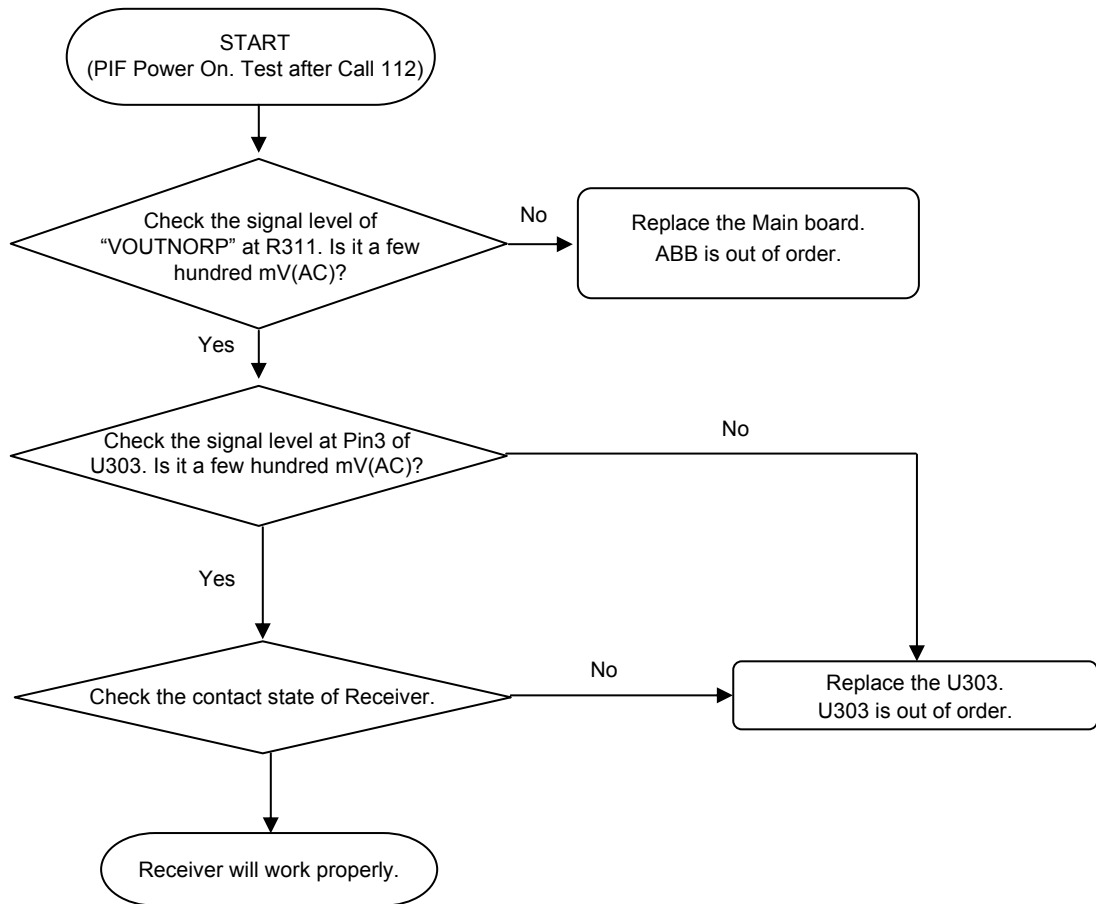 START
(PIF Power On. Test after Call 112)
Check the signal level of
“VOUTNORP” at R311. Is it a few
hundred mV(AC)?
No
Replace the Main board.
ABB is out of order.
Yes
Check the signal level at Pin3 of
U303. Is it a few hundred mV(AC)?
No
Yes
Check the contact state of Receiver.
No
Replace the U303.
U303 is out of order.
Receiver will work properly.